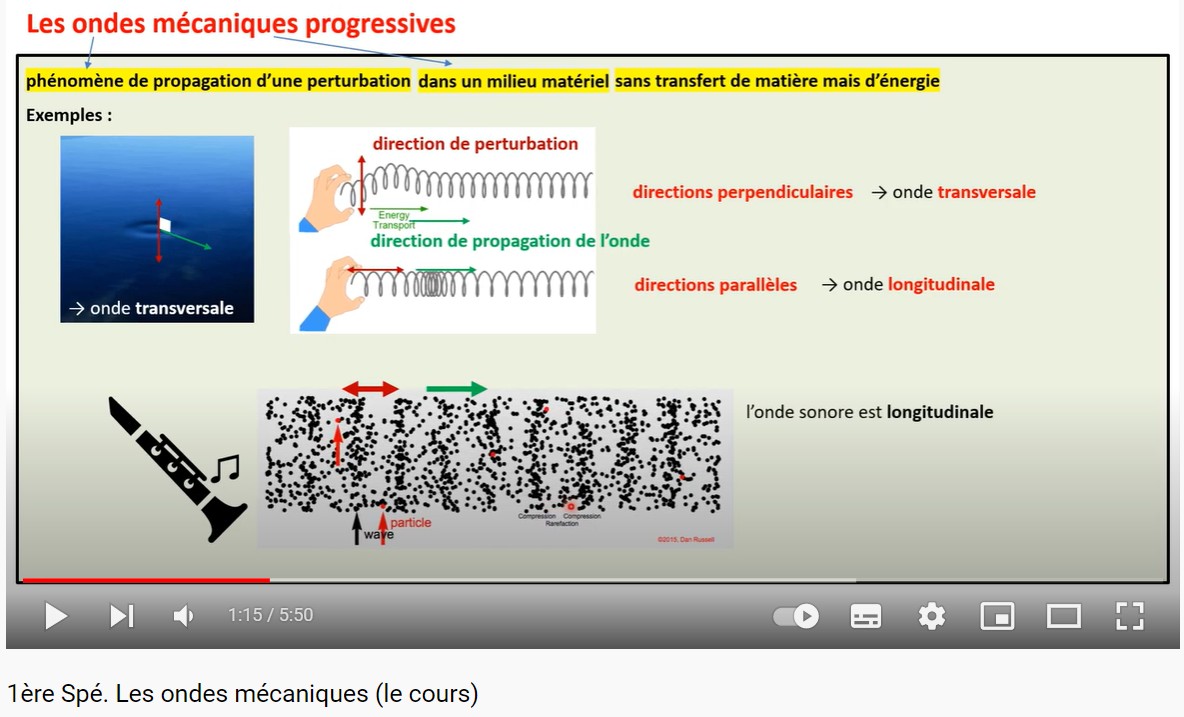 Les ondes mécaniques progressives
phénomène de propagation d’une perturbation dans un milieu matériel sans transfert de matière mais d’énergie
Exemples :
→ onde transversale
direction de perturbation
Energy
Transport
direction de propagation de l’onde
directions perpendiculaires → onde transversale
directions parallèles → onde longitudinale
l’onde sonore est longitudinale
particle
wave
Compression Compression
Rarefaction
©2015, Dan Russell
1:15 / 5:50
1ère Spé. Les ondes mécaniques (le cours)